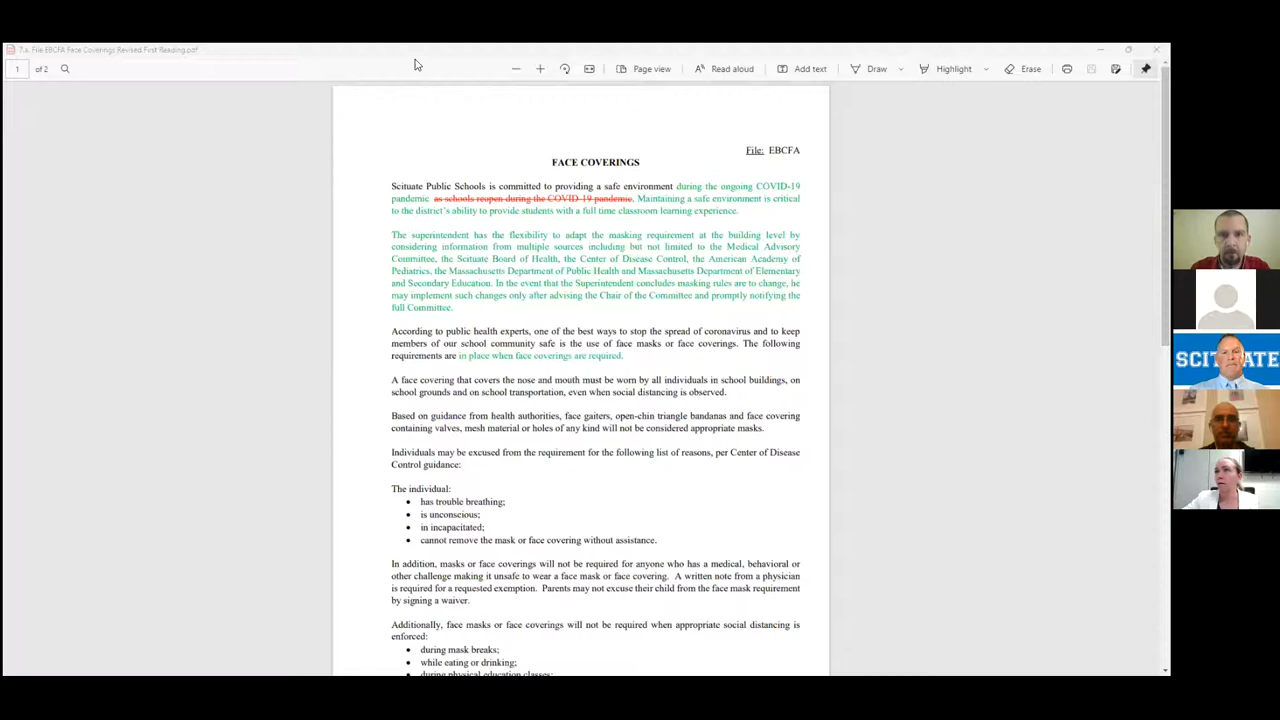 7.a. File EBCFA Face Coverings Revised First Reading.pdf
1 of 2 Page view Read aloud Add text Draw Highlight Erase
File: EBCFA
FACE COVERINGS
Scituate Public Schools is committed to providing a safe environment during the ongoing COVID-19
pandemic as schools reopen during the COVID-19 pandemic. Maintaining a safe environment is critical
to the district's ability to provide students with a full time classroom learning experience.
The superintendent has the flexibility to adapt the masking requirement at the building level by
considering information from multiple sources including but not limited to the Medical Advisory
Committee, the Scituate Board of Health, the Center of Disease Control, the American Academy of
Pediatrics, the Massachusetts Department of Public Health and Massachusetts Department of Elementary
and Secondary Education. In the event that the Superintendent concludes masking rules are to change, he
may implement such changes only after advising the Chair of the Committee and promptly notifying the
full Committee.
According to public health experts, one of the best ways to stop the spread of coronavirus and to keep
members of our school community safe is the use of face masks or face coverings. The following
requirements are in place when face coverings are required.
A face covering that covers the nose and mouth must be worn by all individuals in school buildings, on
school grounds and on school transportation, even when social distancing is observed.
Based on guidance from health authorities, face gaiters, open-chin triangle bandanas and face covering
containing valves, mesh material or holes of any kind will not be considered appropriate masks.
Individuals may be excused from the requirement for the following list of reasons, per Center of Disease
Control guidance:
The individual:
• has trouble breathing;
• is unconscious;
• in incapacitated;
• cannot remove the mask or face covering without assistance.
In addition, masks or face coverings will not be required for anyone who has a medical, behavioral or
other challenge making it unsafe to wear a face mask or face covering. A written note from a physician
is required for a requested exemption. Parents may not excuse their child from the face mask requirement
by signing a waiver.
Additionally, face masks or face coverings will not be required when appropriate social distancing is
enforced:
• during mask breaks;
• while eating or drinking;
• during physical education classes;